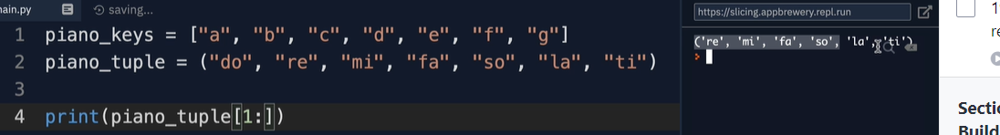 main.py
saving...
1 piano_keys = ["a", "b", "c", "d", "e", "f", "g"]
2 piano_tuple = ("do", "re", "mi", "fa", "so", "la", "ti")
3
4 print(piano_tuple[1:])
https://slicing.appbrewery.repl.run
('re', 'mi', 'fa', 'so', 'la', 'ti')
>
1
re
Sectio
Build